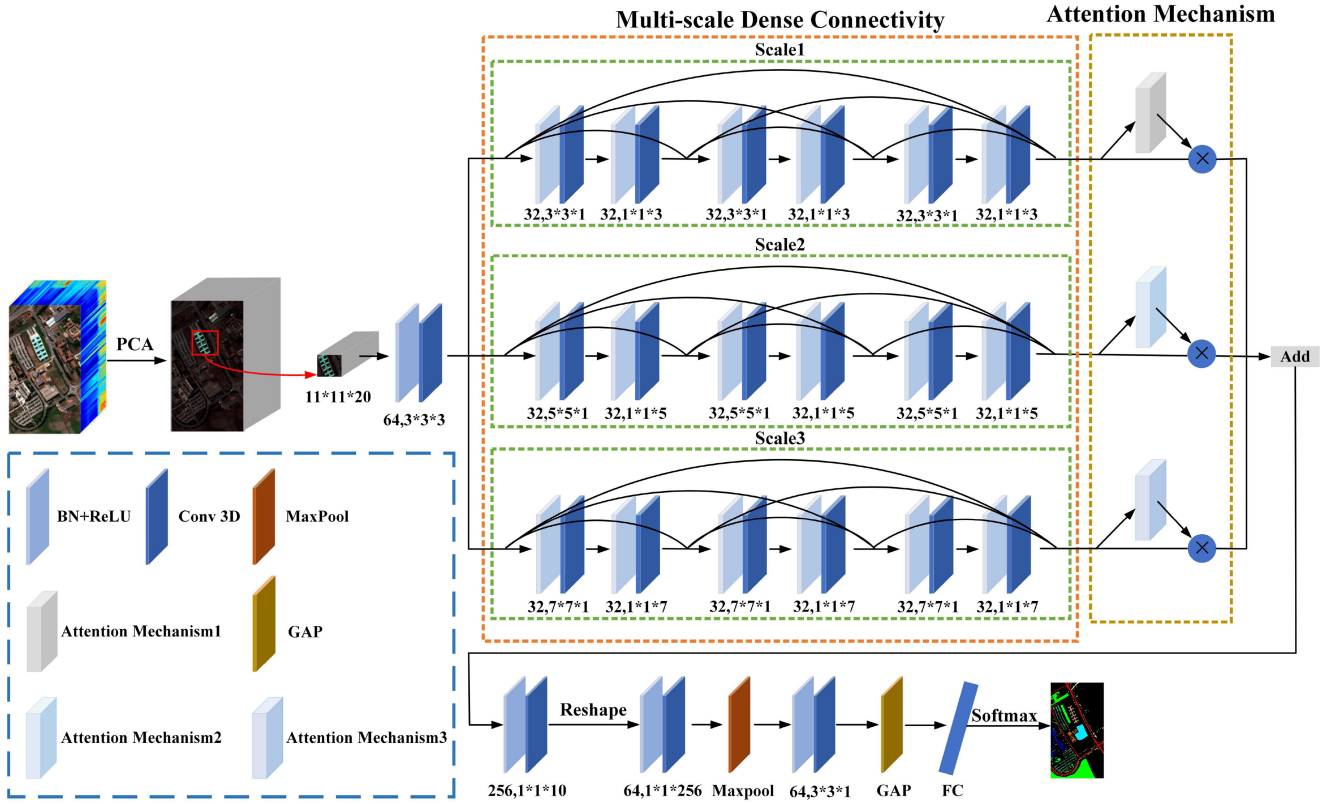 Multi-scale Dense Connectivity
Attention Mechanism
Scale1
32,3*3*1 32,1*1*3 32,3*3*1 32,1*1*3 32,3*3*1 32,1*1*3
Scale2
PCA
11*11*20
64,3*3*3
32,5*5*1 32,1*1*5 32,5*5*1 32,1*1*5 32,5*5*1 32,1*1*5
Add
Scale3
32,7*7*1 32,1*1*7 32,7*7*1 32,1*1*7 32,7*7*1 32,1*1*7
BN+ReLU Conv 3D MaxPool
Attention Mechanism1 GAP
Attention Mechanism2 Attention Mechanism3
Reshape
Softmax
256,1*1*10 64,1*1*256 Maxpool 64,3*3*1 GAP FC